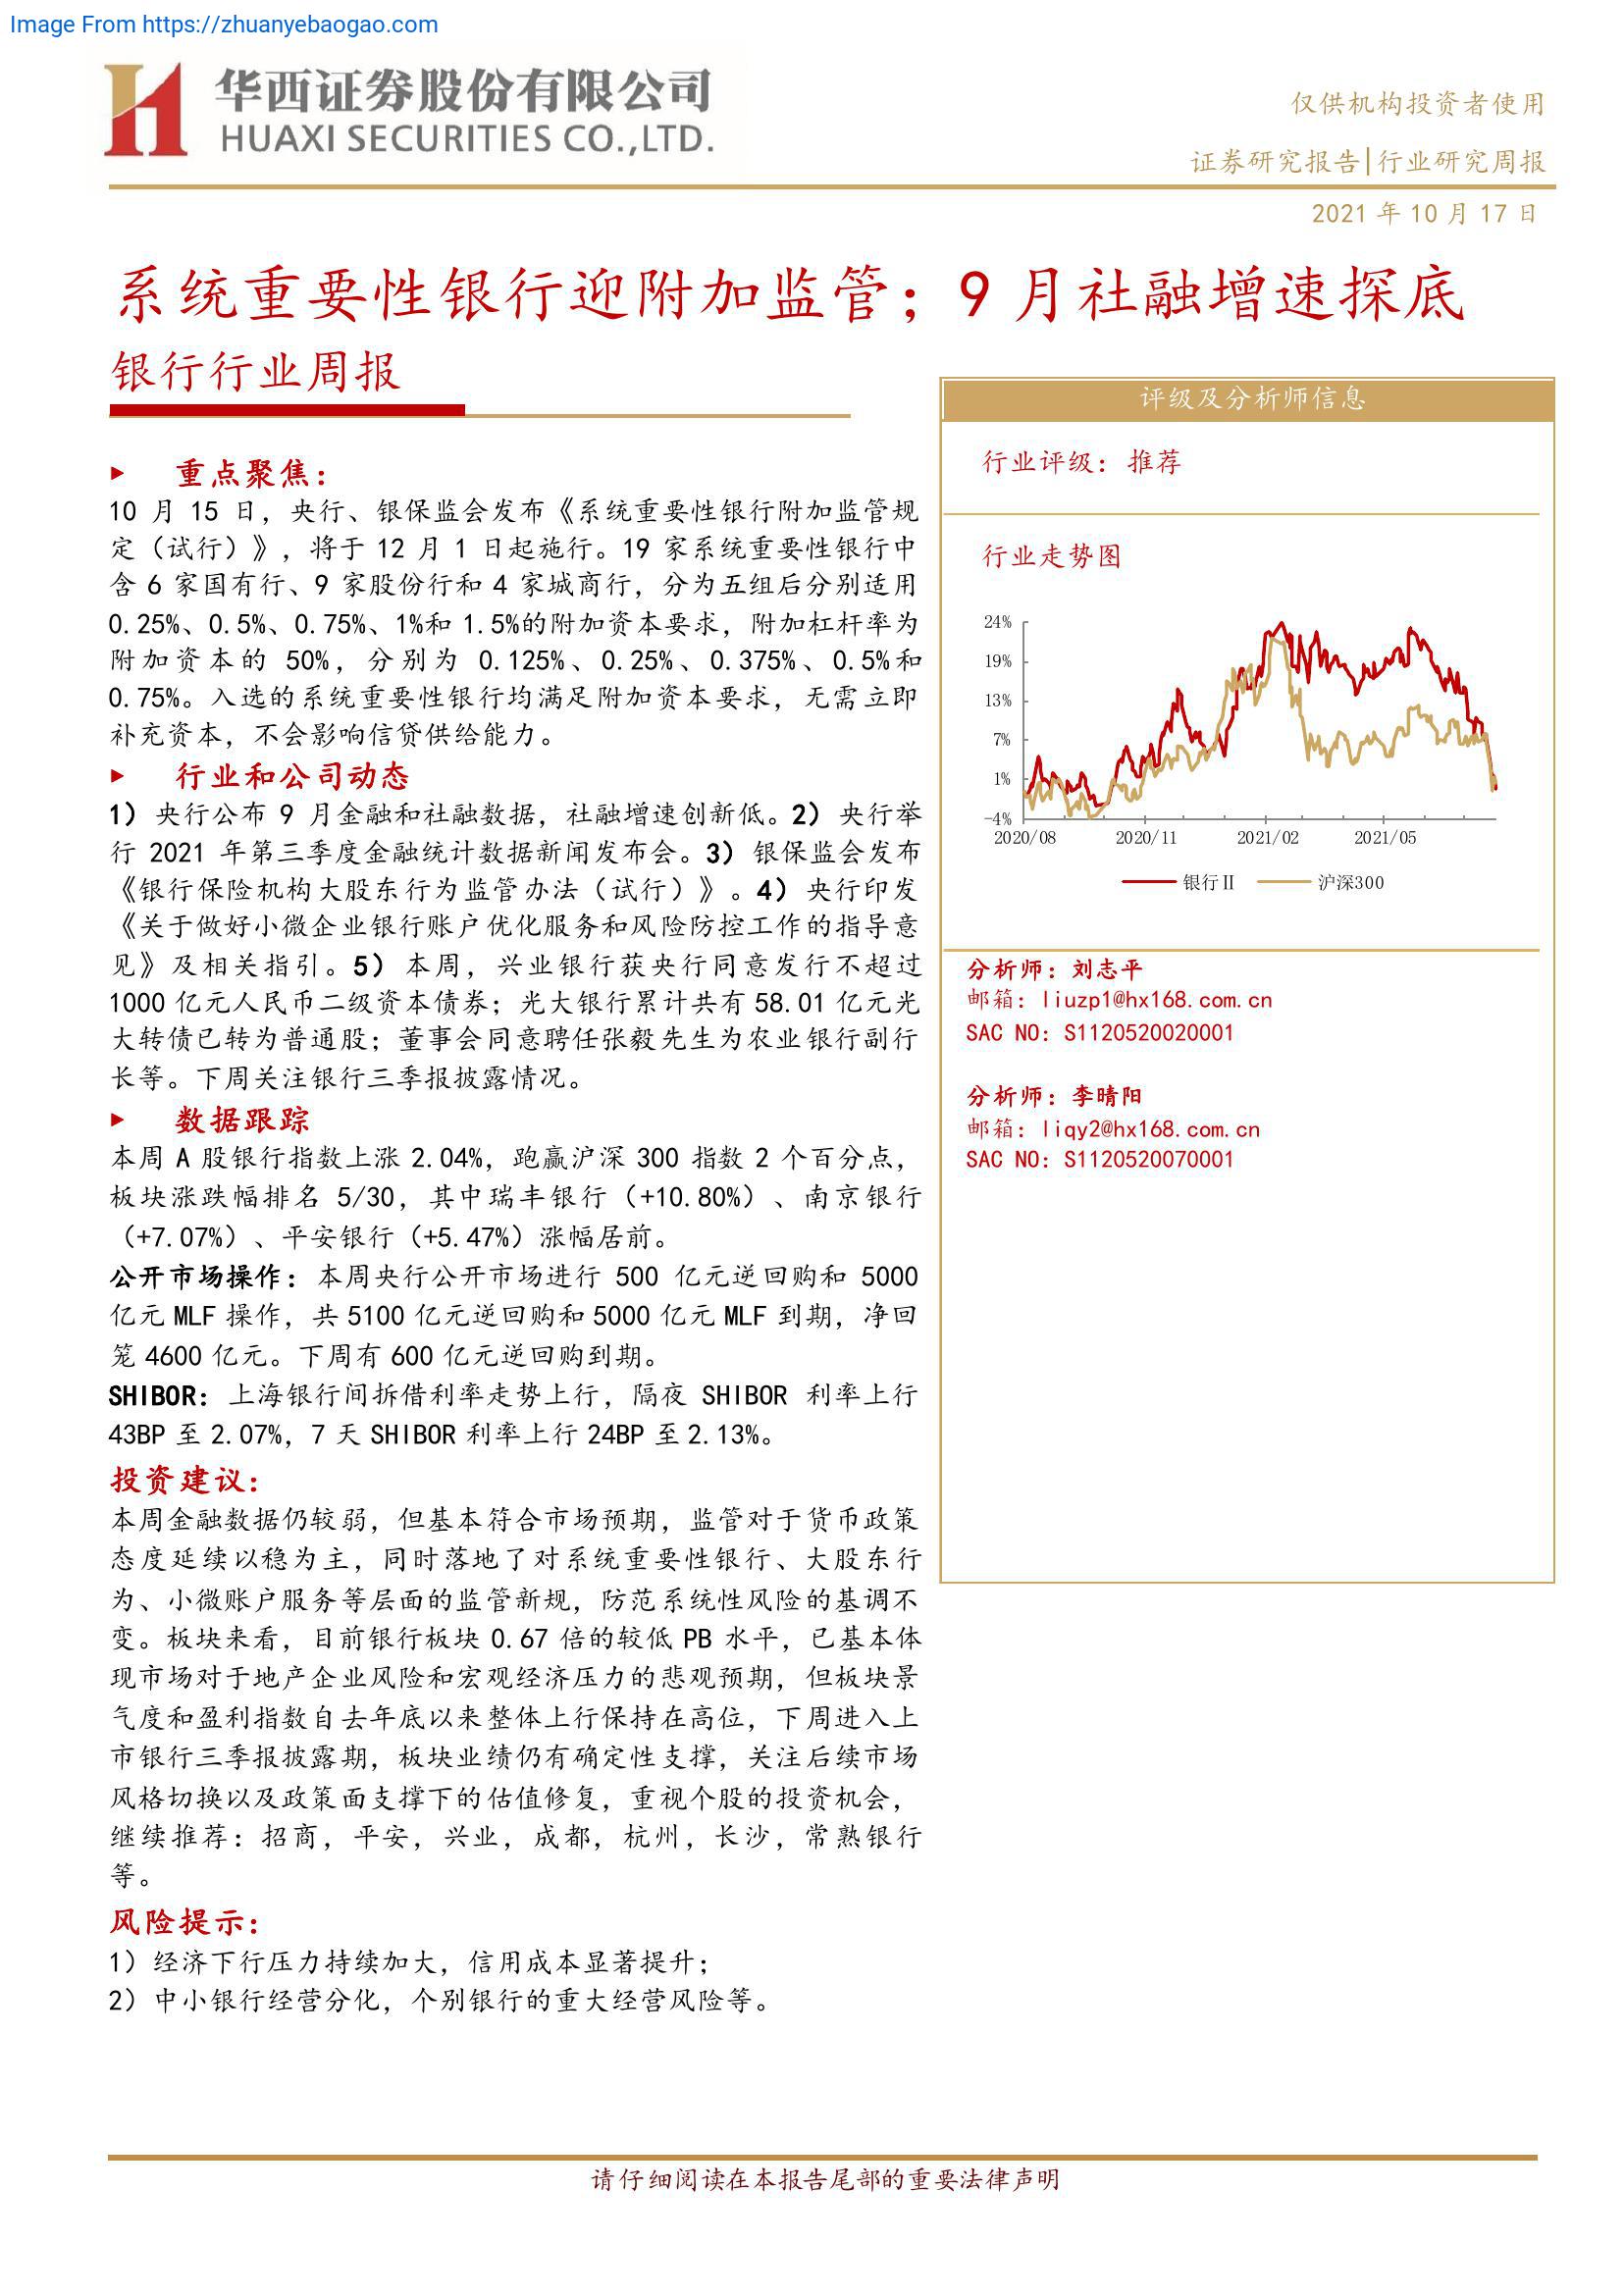 Image From https://zhuanyebaogao.com
华西证券股份有限公司
HUAXI SECURITIES CO.,LTD.
仅供机构投资者使用
证券研究报告|行业研究周报
2021 年 10 月 17 日
系统重要性银行迎附加监管；9 月社融增速探底
银行行业周报
重点聚焦：
10 月 15 日，央行、银保监会发布《系统重要性银行附加监管规
定（试行）》，将于 12 月 1 日起施行。19 家系统重要性银行中
含 6 家国有行、9 家股份行和 4 家城商行，分为五组后分别适用
0.25%、0.5%、0.75%、1%和 1.5%的附加资本要求，附加杠杆率为
附加资本的 50%，分别为 0.125%、0.25%、0.375%、0.5%和
0.75%。入选的系统重要性银行均满足附加资本要求，无需立即
补充资本，不会影响信贷供给能力。
行业和公司动态
1）央行公布 9 月金融和社融数据，社融增速创新低。2）央行举
行 2021 年第三季度金融统计数据新闻发布会。3）银保监会发布
《银行保险机构大股东行为监管办法（试行）》。4）央行印发
《关于做好小微企业银行账户优化服务和风险防控工作的指导意
见》及相关指引。5）本周，兴业银行获央行同意发行不超过
1000 亿元人民币二级资本债券；光大银行累计共有 58.01 亿元光
大转债已转为普通股；董事会同意聘任张毅先生为农业银行副行
长等。下周关注银行三季报披露情况。
数据跟踪
本周 A 股银行指数上涨 2.04%，跑赢沪深 300 指数 2 个百分点，
板块涨跌幅排名 5/30，其中瑞丰银行（+10.80%）、南京银行
（+7.07%）、平安银行（+5.47%）涨幅居前。
公开市场操作：本周央行公开市场进行 500 亿元逆回购和 5000
亿元 MLF 操作，共 5100 亿元逆回购和 5000 亿元 MLF 到期，净回
笼 4600 亿元。下周有 600 亿元逆回购到期。
SHIBOR：上海银行间拆借利率走势上行，隔夜 SHIBOR 利率上行
43BP 至 2.07%，7 天 SHIBOR 利率上行 24BP 至 2.13%。
投资建议：
本周金融数据仍较弱，但基本符合市场预期，监管对于货币政策
态度延续以稳为主，同时落地了对系统重要性银行、大股东行
为、小微账户服务等层面的监管新规，防范系统性风险的基调不
变。板块来看，目前银行板块 0.67 倍的较低 PB 水平，已基本体
现市场对于地产企业风险和宏观经济压力的悲观预期，但板块景
气度和盈利指数自去年底以来整体上行保持在高位，下周进入上
市银行三季报披露期，板块业绩仍有确定性支撑，关注后续市场
风格切换以及政策面支撑下的估值修复，重视个股的投资机会，
继续推荐：招商，平安，兴业，成都，杭州，长沙，常熟银行
等。
风险提示：
1）经济下行压力持续加大，信用成本显著提升；
2）中小银行经营分化，个别银行的重大经营风险等。
评级及分析师信息
行业评级：推荐
行业走势图
24%
19%
13%
7%
1%
-4%
2020/08 2020/11 2021/02 2021/05
银行Ⅱ 沪深300
分析师：刘志平
邮箱：liuzp1@hx168.com.cn
SAC NO：S1120520020001
分析师：李晴阳
邮箱：liqy2@hx168.com.cn
SAC NO：S1120520070001
请仔细阅读在本报告尾部的重要法律声明